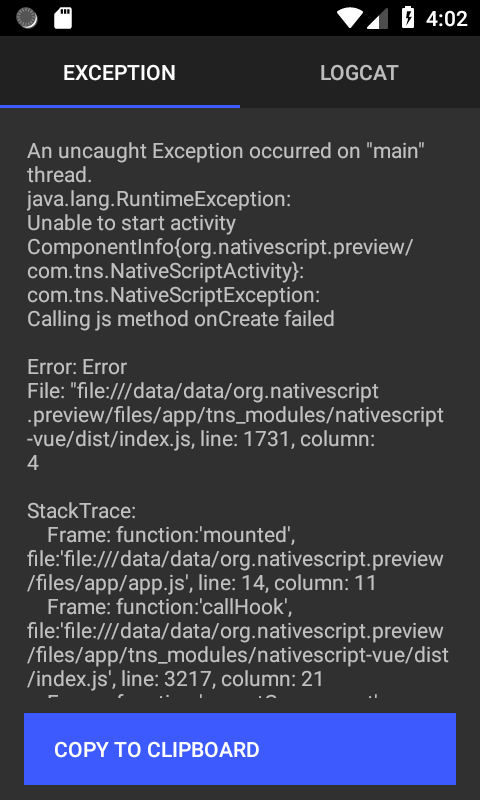 4:02
EXCEPTION
LOGCAT
An uncaught Exception occurred on "main"
thread.
java.lang.RuntimeException:
Unable to start activity
ComponentInfo{org.nativescript.preview/
com.tns.NativeScriptActivity}:
com.tns.NativeScriptException:
Calling js method onCreate failed
Error: Error
File: "file:///data/data/org.nativescript
.preview/files/app/tns_modules/nativescript
-vue/dist/index.js, line: 1731, column:
4
StackTrace:
Frame: function:'mounted',
file:'file:///data/data/org.nativescript.preview
/files/app/app.js', line: 14, column: 11
Frame: function:'callHook',
file:'file:///data/data/org.nativescript.preview
/files/app/tns_modules/nativescript-vue/dist
/index.js', line: 3217, column: 21
COPY TO CLIPBOARD